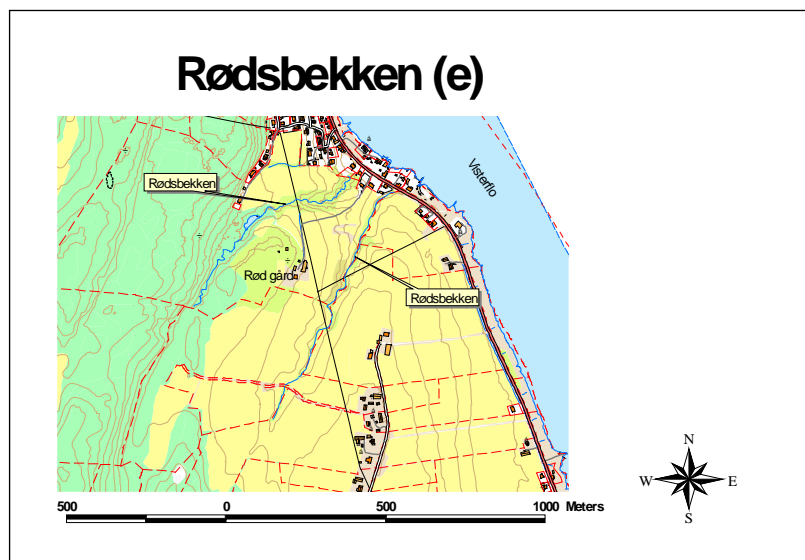 Rødsbekken (e)
Visterflo
Rødsbekken
Rød gård
Rødsbekken
N
W E
S
500 0 500 1000 Meters